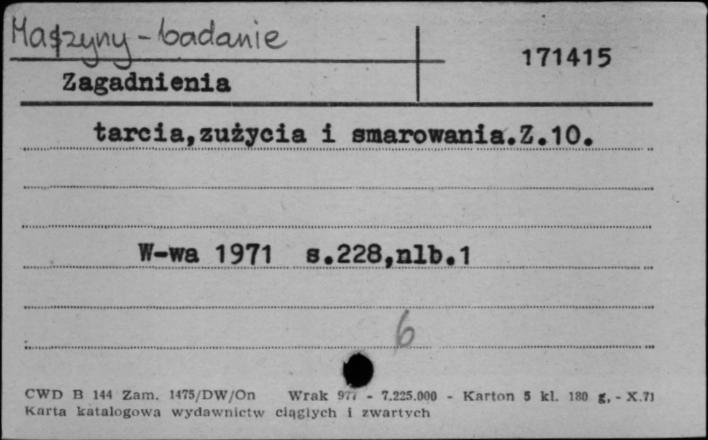 Maszyny - badanie
171415
Zagadnienia
tarcia,zużycia i smarowania.Z.10.
W-wa 1971 s.228,nlb.1
6
CWD B 144 Zam. 1475/DW/On Wrak 977 - 7.225.000 - Karton 5 kl. 180 g, - X.71
Karta katalogowa wydawnictw ciągłych i zwartych